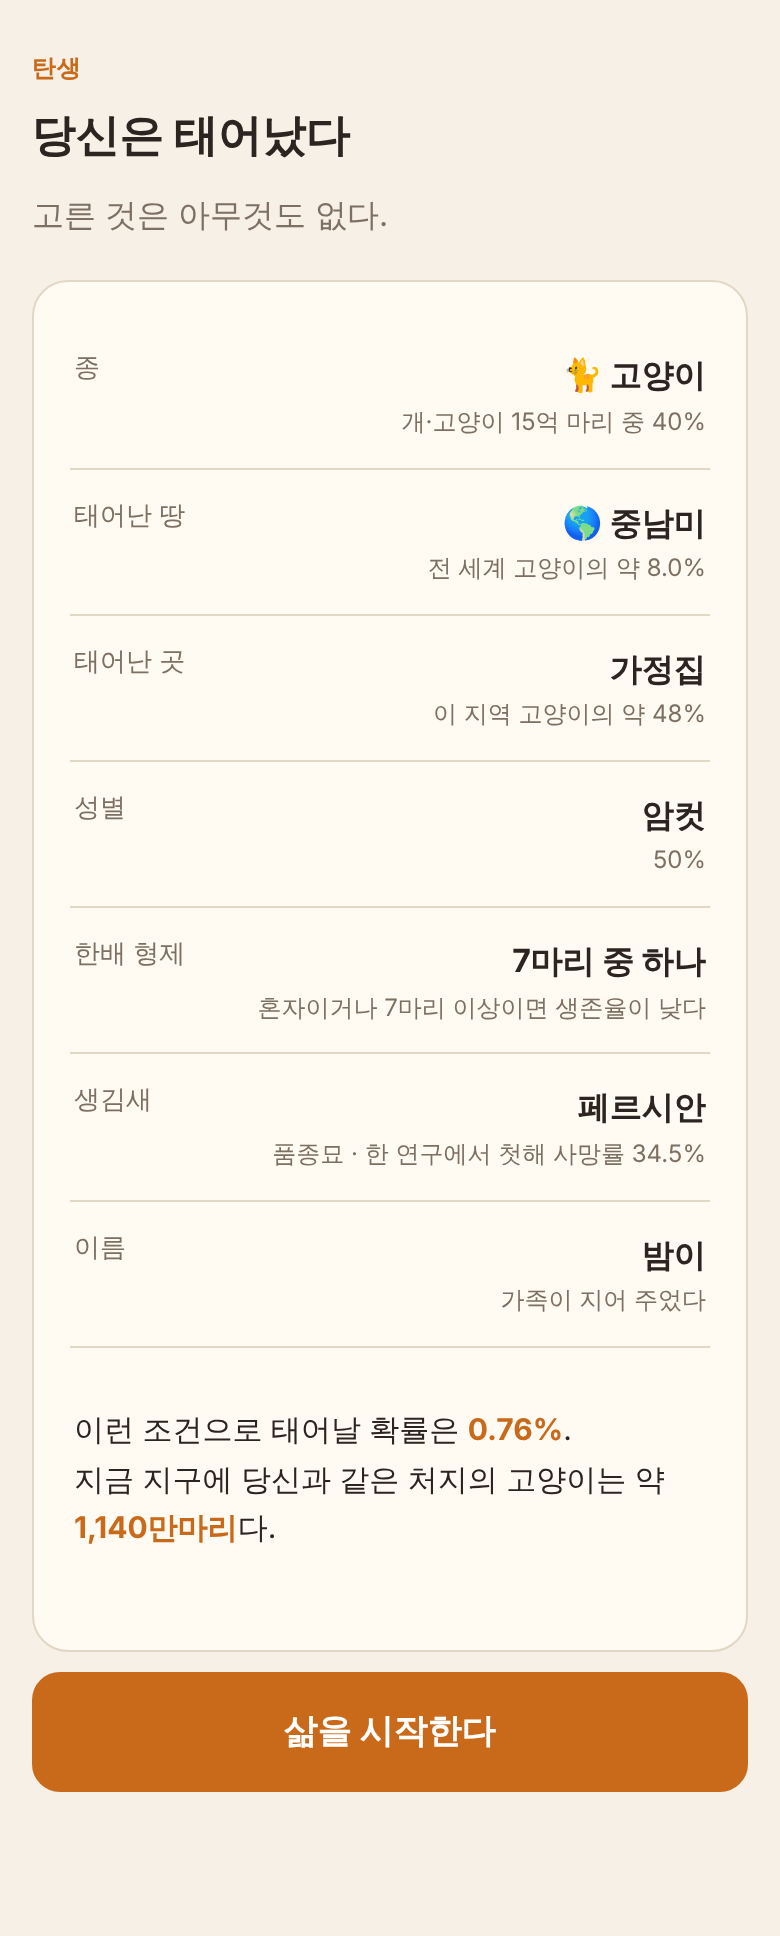 탄생
당신은 태어났다
고른 것은 아무것도 없다.
종
🐈 고양이
개·고양이 15억 마리 중 40%
태어난 땅
🌎 중남미
전 세계 고양이의 약 8.0%
태어난 곳
가정집
이 지역 고양이의 약 48%
성별
암컷
50%
한배 형제
7마리 중 하나
혼자이거나 7마리 이상이면 생존율이 낮다
생김새
페르시안
품종묘 · 한 연구에서 첫해 사망률 34.5%
이름
밤이
가족이 지어 주었다
이런 조건으로 태어날 확률은 0.76%.
지금 지구에 당신과 같은 처지의 고양이는 약
1,140만마리다.
삶을 시작한다